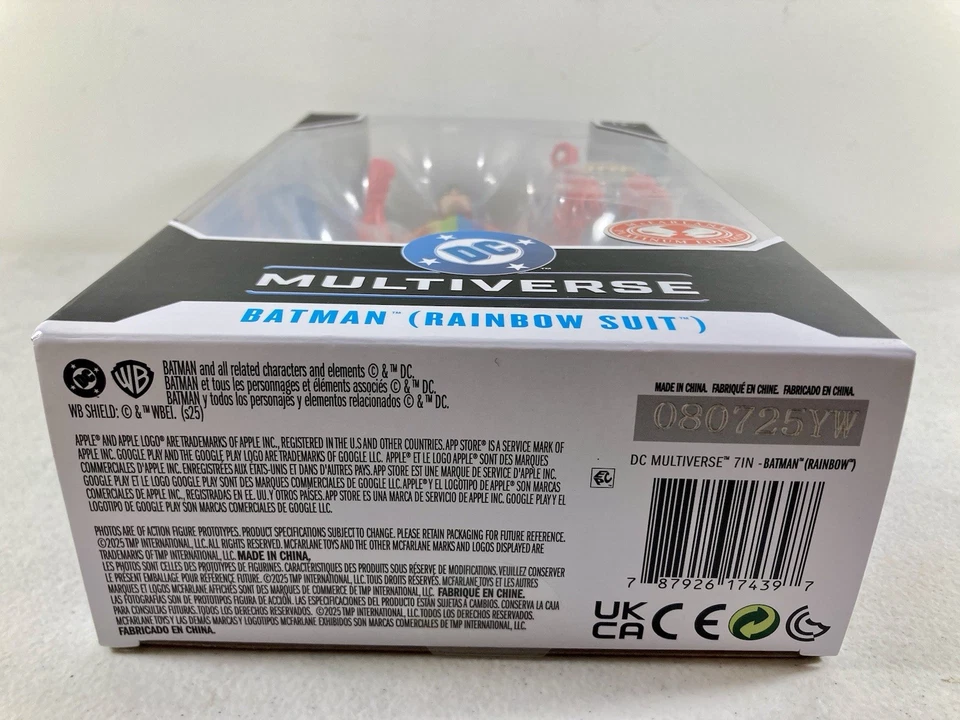 PLATINUM EDITION
DC
MULTIVERSE
BATMAN™ (RAINBOW SUIT™)
DC WB BATMAN and all related characters and elements © & ™ DC.
BATMAN et tous les personnages et éléments associés © & ™ DC.
BATMAN y todos los personajes y elementos relacionados © & ™ DC.
WB SHIELD: © & ™ WBEI. (s25)
APPLE® AND APPLE LOGO® ARE TRADEMARKS OF APPLE INC., REGISTERED IN THE U.S AND OTHER COUNTRIES. APP STORE® IS A SERVICE MARK OF
APPLE INC. GOOGLE PLAY AND THE GOOGLE PLAY LOGO ARE TRADEMARKS OF GOOGLE LLC. APPLE® ET LE LOGO APPLE® SONT DES MARQUES
COMMERCIALES D'APPLE INC. ENREGISTRÉES AUX ÉTATS-UNIS ET DANS D'AUTRES PAYS. APP STORE EST UNE MARQUE DE SERVICE D'APPLE INC.
GOOGLE PLAY ET LE LOGO GOOGLE PLAY SONT DES MARQUES COMMERCIALES DE GOOGLE LLC. APPLE® Y EL LOGOTIPO DE APPLE® SON MARCAS
COMERCIALES DE APPLE INC., REGISTRADAS EN EE. UU. Y OTROS PAÍSES. APP STORE ES UNA MARCA DE SERVICIO DE APPLE INC. GOOGLE PLAY Y EL
LOGOTIPO DE GOOGLE PLAY SON MARCAS COMERCIALES DE GOOGLE LLC.
PHOTOS ARE OF ACTION FIGURE PROTOTYPES. PRODUCT SPECIFICATIONS SUBJECT TO CHANGE. PLEASE RETAIN PACKAGING FOR FUTURE REFERENCE.
©2025 TMP INTERNATIONAL, LLC. ALL RIGHTS RESERVED. MCFARLANE TOYS AND THE OTHER MCFARLANE MARKS AND LOGOS DISPLAYED ARE
TRADEMARKS OF TMP INTERNATIONAL, LLC. MADE IN CHINA,
LES PHOTOS SONT CELLES DES PROTOTYPES DE FIGURINES. CARACTÉRISTIQUES DES PRODUITS SOUS RÉSERVE DE MODIFICATIONS. VEUILLEZ CONSERVER
LE PRÉSENT EMBALLAGE POUR RÉFÉRENCE FUTURE. ©2025 TMP INTERNATIONAL, LLC. TOUS DROITS RÉSERVÉS. MCFARLANE TOYS ET LES AUTRES
MARQUES ET LOGOS MCFARLANE AFFICHÉS SONT DES MARQUES DE COMMERCE DE TMP INTERNATIONAL, LLC. FABRIQUÉ EN CHINE.
LAS FOTOGRAFÍAS SON DE PROTOTIPOS FIGURA DE ACCIÓN. LAS ESPECIFICACIONES DEL PRODUCTO ESTÁN SUJETAS A CAMBIOS. CONSERVA LA CAJA
PARA CONSULTAS FUTURAS. TODOS LOS DERECHOS RESERVADOS. ©2025 TMP INTERNATIONAL, LLC TODOS LOS DERECHOS RESERVADOS.
MCFARLANE TOYS Y LAS DEMÁS MARCAS Y LOGOTIPOS MCFARLANE EXHIBIDOS SON MARCAS COMERCIALES DE TMP INTERNATIONAL, LLC.
FABRICADO EN CHINA.
MADE IN CHINA. FABRIQUÉ EN CHINE. FABRICADO EN CHINA.
080725YW
DC MULTIVERSE™ 7IN - BATMAN™ (RAINBOW™)
7 87926 17439 7
UK
CA CE